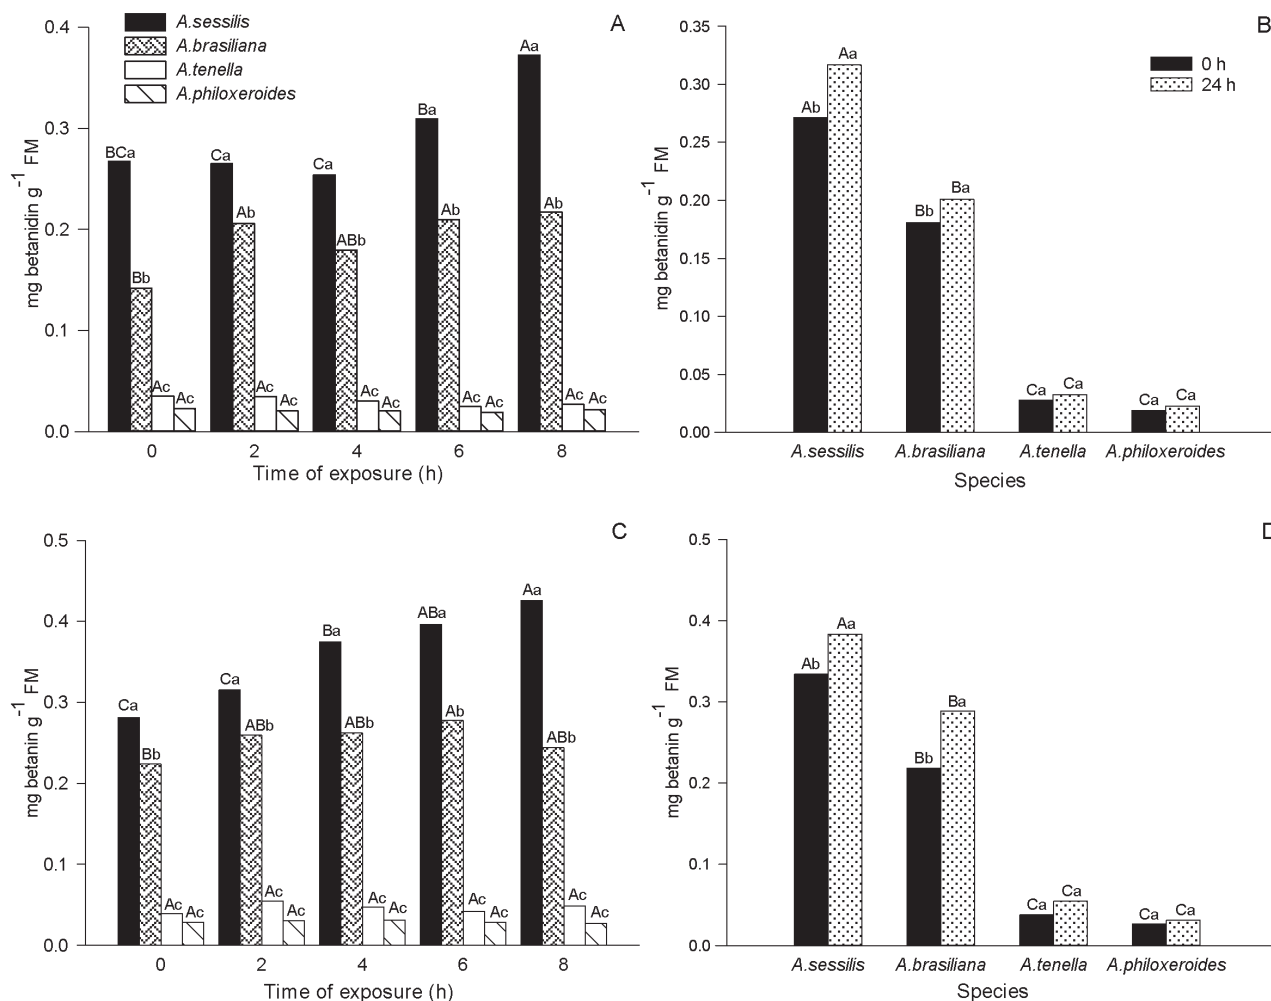 A
A.sessilis
A.brasiliana
A.tenella
A.philoxeroides
mg betanidin g-1 FM
0.4
0.3
0.2
0.1
0.0
BCa
Bb
Ac
Ac
Ca
Ab
Ac
Ac
Ca
ABb
Ac
Ac
Ba
Ab
Ac
Ac
Aa
Ab
Ac
Ac
0 2 4 6 8
Time of exposure (h)
B
0 h
24 h
mg betanidin g-1 FM
0.35
0.30
0.25
0.20
0.15
0.10
0.05
0.00
Ab
Aa
Bb
Ba
Ca
Ca
Ca
Ca
A.sessilis A.brasiliana A.tenella A.philoxeroides
Species
C
mg betanin g-1 FM
0.5
0.4
0.3
0.2
0.1
0.0
Ca
Bb
Ac
Ac
Ca
ABb
Ac
Ac
Ba
ABb
Ac
Ac
ABa
Ab
Ac
Ac
Aa
ABb
Ac
Ac
0 2 4 6 8
Time of exposure (h)
D
mg betanin g-1 FM
0.5
0.4
0.3
0.2
0.1
0.0
Ab
Aa
Bb
Ba
Ca
Ca
Ca
Ca
A.sessilis A.brasiliana A.tenella A.philoxeroides
Species